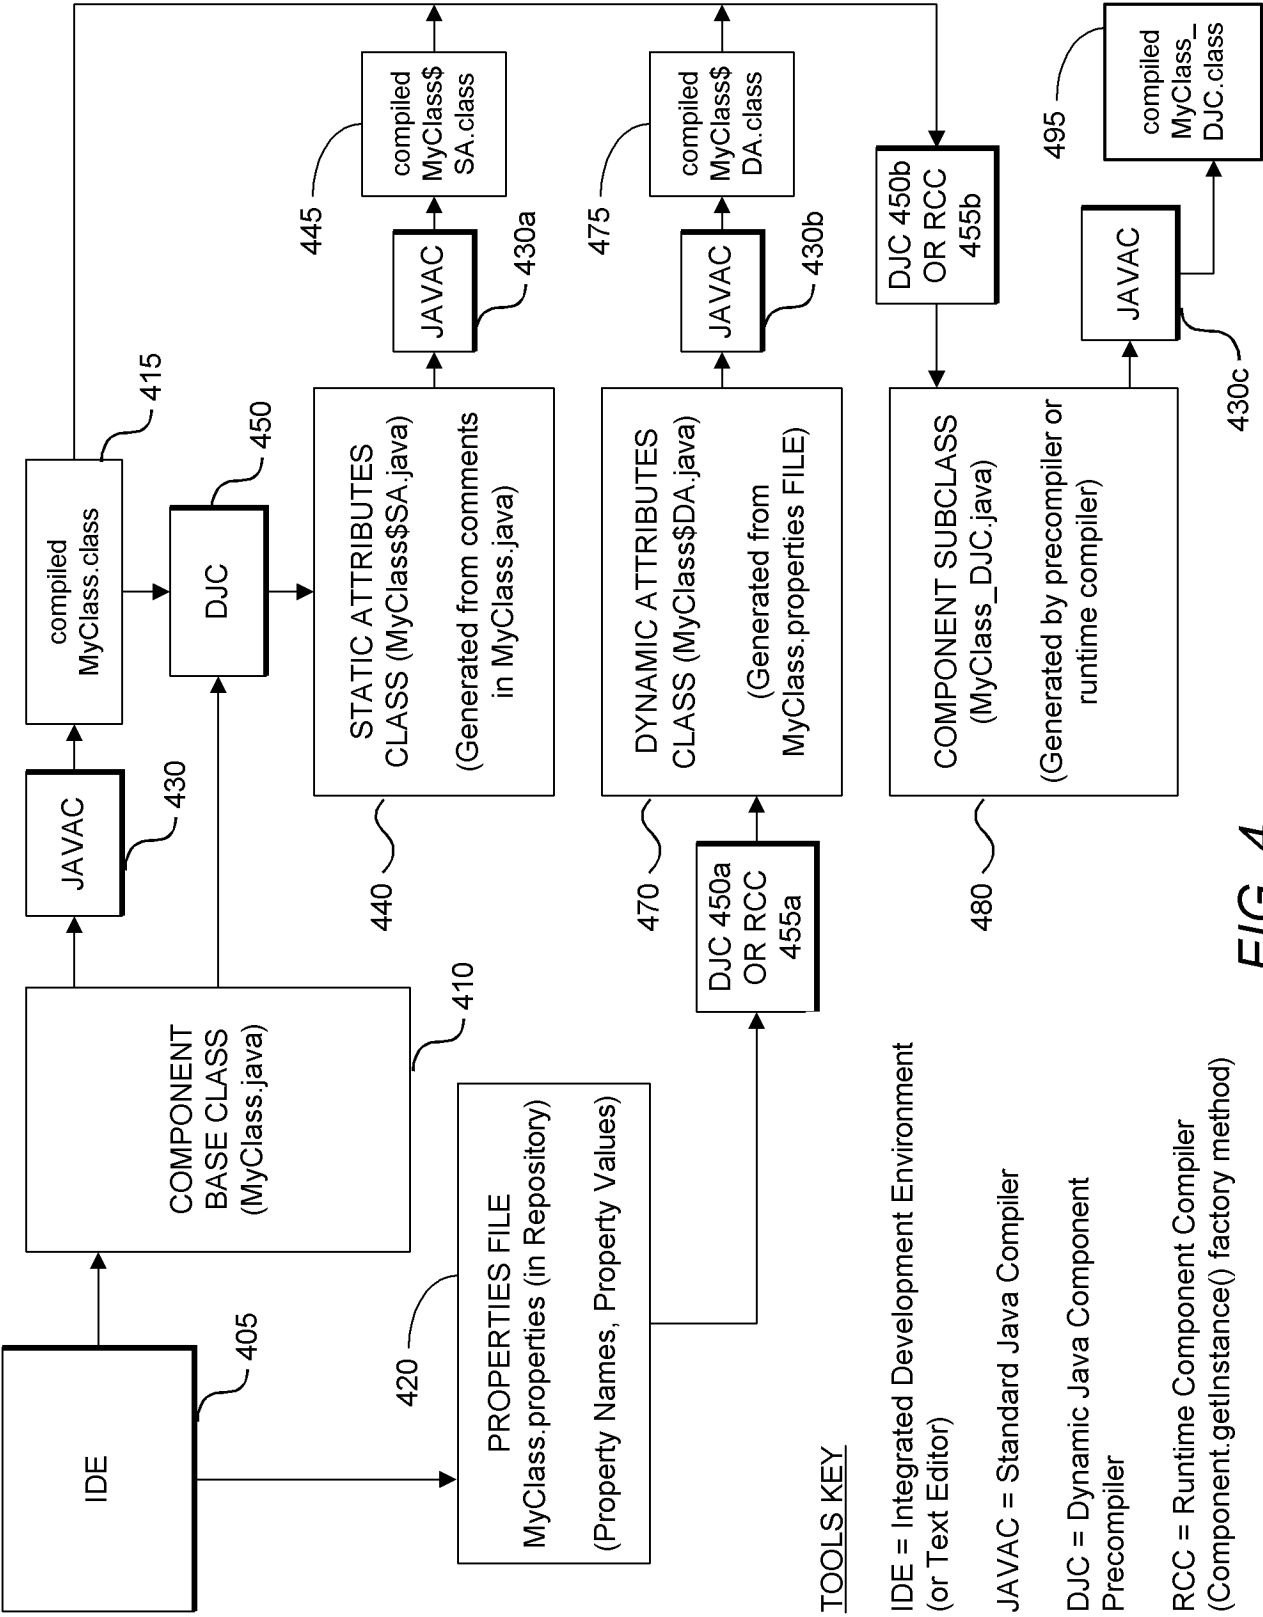 IDE
405
COMPONENT
BASE CLASS
(MyClass.java)
410
JAVAC
430
compiled
MyClass.class
415
DJC
450
PROPERTIES FILE
MyClass.properties (in Repository)
(Property Names, Property Values)
420
STATIC ATTRIBUTES
CLASS (MyClass$SA.java)
(Generated from comments
in MyClass.java)
440
JAVAC
430a
compiled
MyClass$
SA.class
445
DJC 450a
OR RCC
455a
DYNAMIC ATTRIBUTES
CLASS (MyClass$DA.java)
(Generated from
MyClass.properties FILE)
470
JAVAC
430b
compiled
MyClass$
DA.class
475
DJC 450b
OR RCC
455b
COMPONENT SUBCLASS
(MyClass_DJC.java)
(Generated by precompiler or
runtime compiler)
480
JAVAC
430c
compiled
MyClass_
DJC.class
495
TOOLS KEY
IDE = Integrated Development Environment
(or Text Editor)
JAVAC = Standard Java Compiler
DJC = Dynamic Java Component
Precompiler
RCC = Runtime Component Compiler
(Component.getInstance() factory method)
FIG. 4